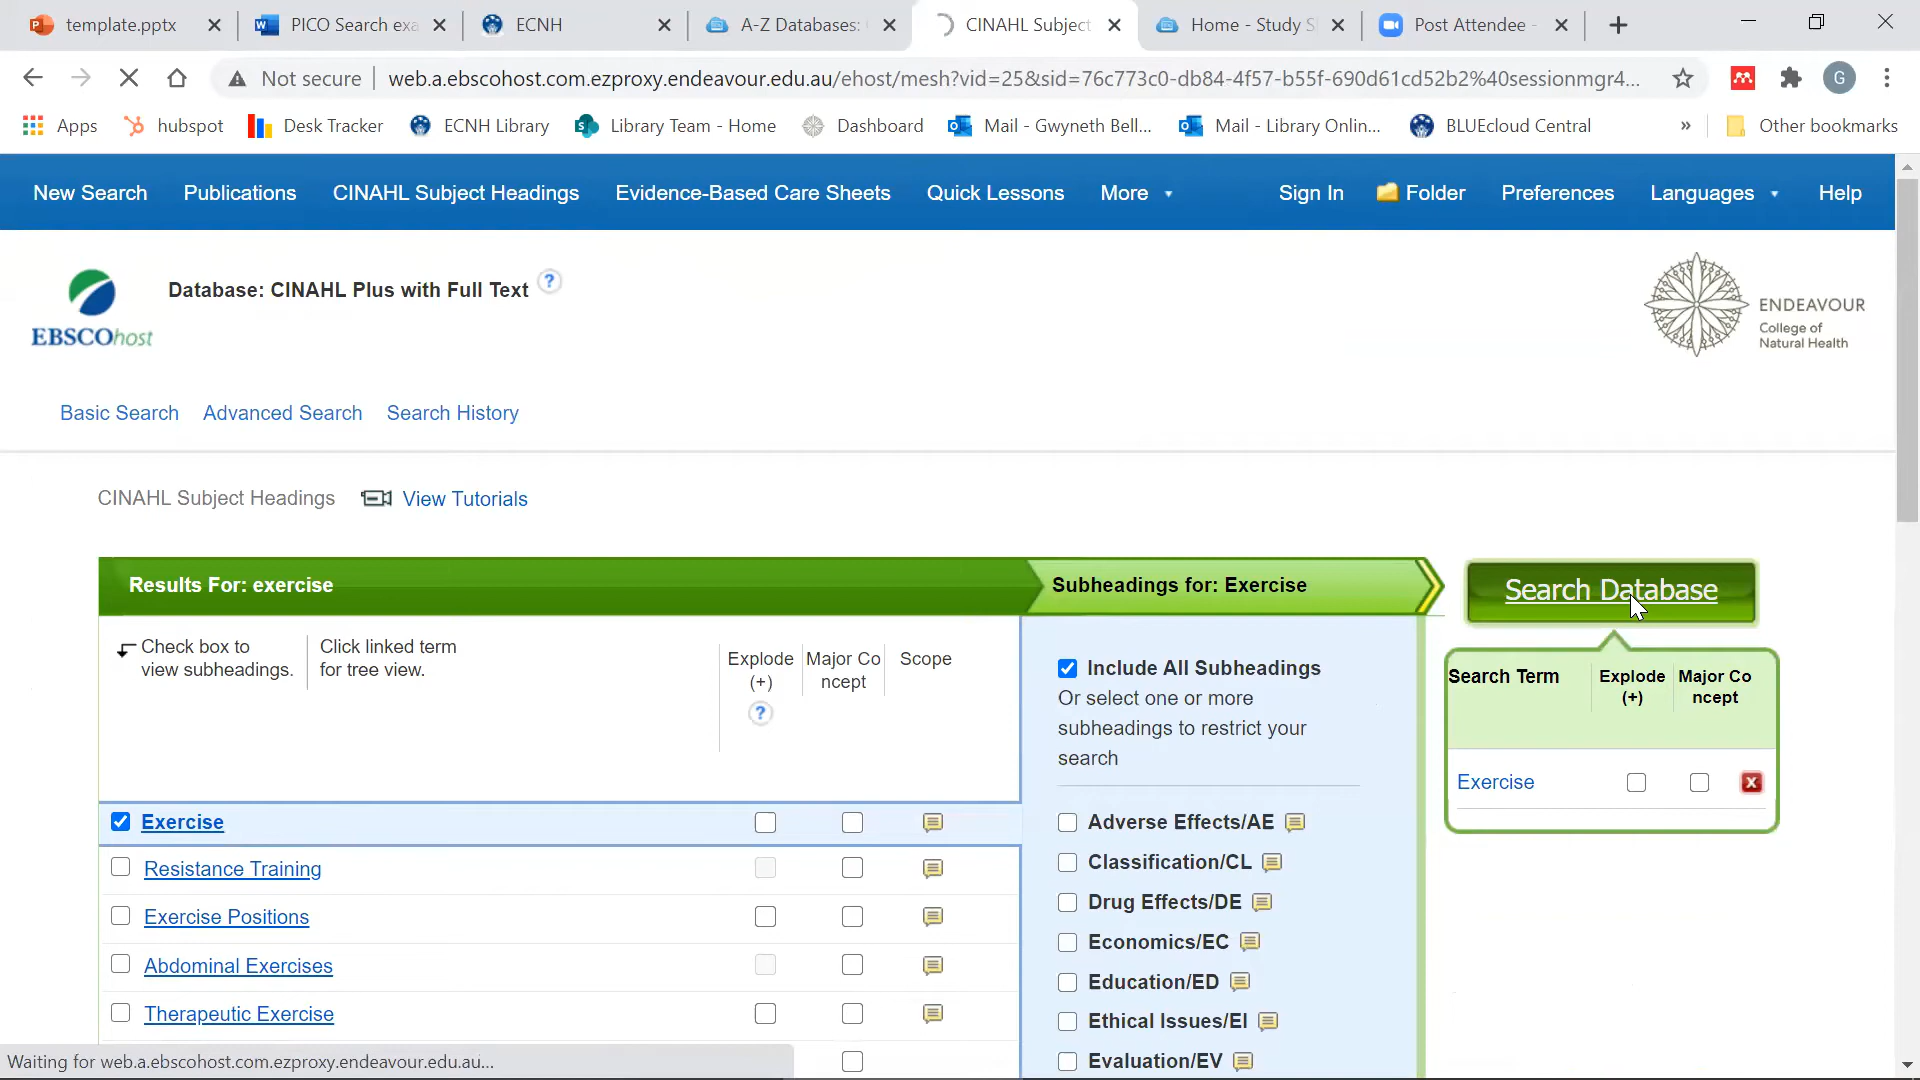 template.pptx
PICO Search exa
ECNH
A-Z Databases:
CINAHL Subject
Home - Study S
Post Attendee -
Not secure
web.a.ebscohost.com.ezproxy.endeavour.edu.au/ehost/mesh?vid=25&sid=76c773c0-db84-4f57-b55f-690d61cd52b2%40sessionmgr4...
G
Apps
hubspot
Desk Tracker
ECNH Library
Library Team - Home
Dashboard
Mail - Gwyneth Bell...
Mail - Library Onlin...
BLUEcloud Central
»
Other bookmarks
New Search
Publications
CINAHL Subject Headings
Evidence-Based Care Sheets
Quick Lessons
More
Sign In
Folder
Preferences
Languages
Help
EBSCOhost
Database: CINAHL Plus with Full Text
?
ENDEAVOUR
College of
Natural Health
Basic Search
Advanced Search
Search History
CINAHL Subject Headings
View Tutorials
Results For: exercise
Subheadings for: Exercise
Search Database
Check box to
view subheadings.
Click linked term
for tree view.
Explode
(+)
?
Major Co
ncept
Scope
Include All Subheadings
Or select one or more
subheadings to restrict your
search
Search Term
Explode
(+)
Major Co
ncept
Exercise
x
Exercise
Resistance Training
Exercise Positions
Abdominal Exercises
Therapeutic Exercise
Adverse Effects/AE
Classification/CL
Drug Effects/DE
Economics/EC
Education/ED
Ethical Issues/EI
Evaluation/EV
Waiting for web.a.ebscohost.com.ezproxy.endeavour.edu.au...